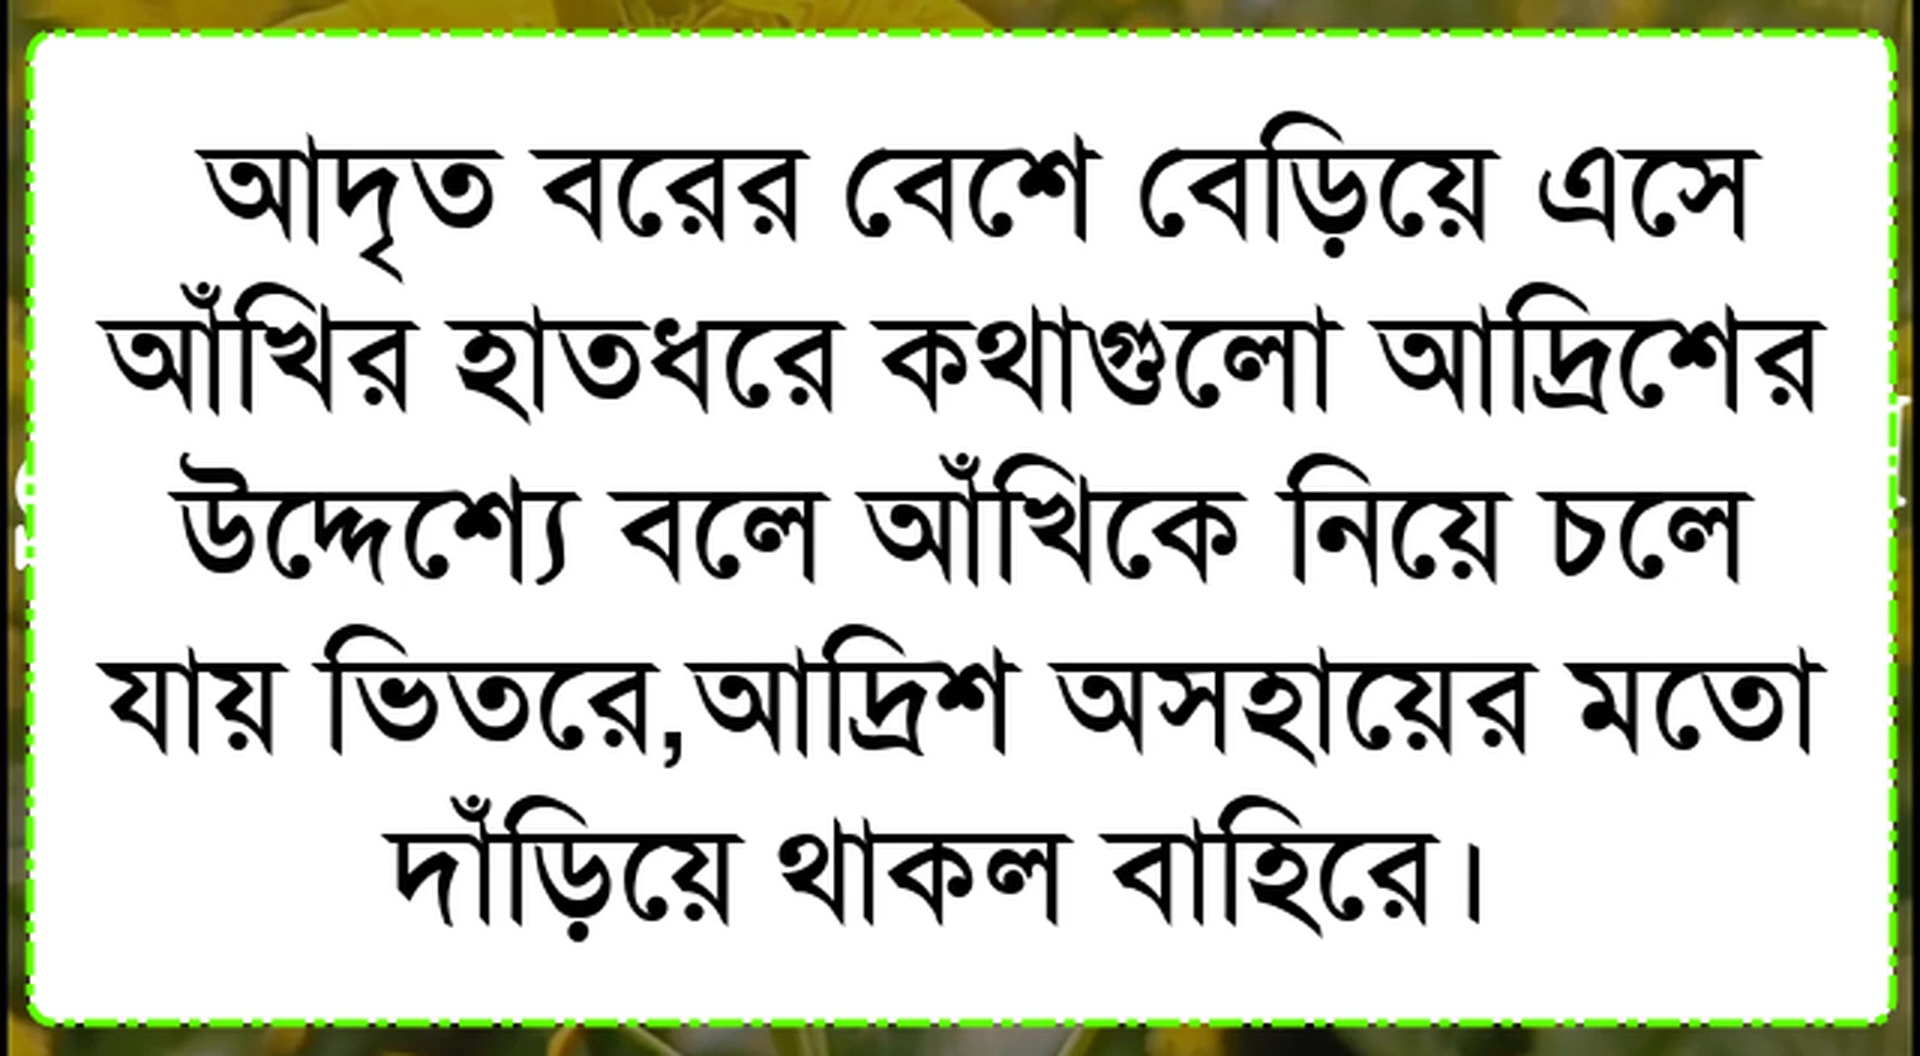 আদৃত বরের বেশে বেড়িয়ে এসে
আঁখির হাতধরে কথাগুলো আদ্রিশের
উদ্দেশ্যে বলে আঁখিকে নিয়ে চলে
যায় ভিতরে,আদ্রিশ অসহায়ের মতো
দাঁড়িয়ে থাকল বাহিরে।